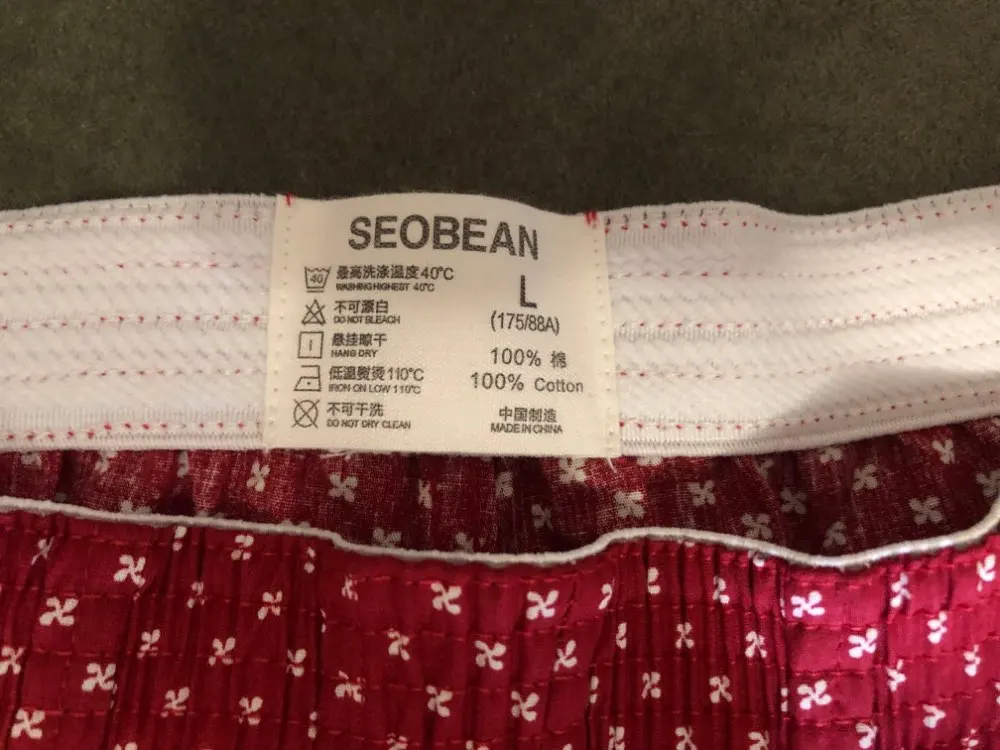 SEOBEAN
40
最高洗涤温度40°C
WASHING HIGHEST 40°C
不可漂白
DO NOT BLEACH
悬挂晾干
HANG DRY
低温熨烫110°C
IRON ON LOW 110°C
不可干洗
DO NOT DRY CLEAN
L
(175/88A)
100% 棉
100% Cotton
中国制造
MADE IN CHINA